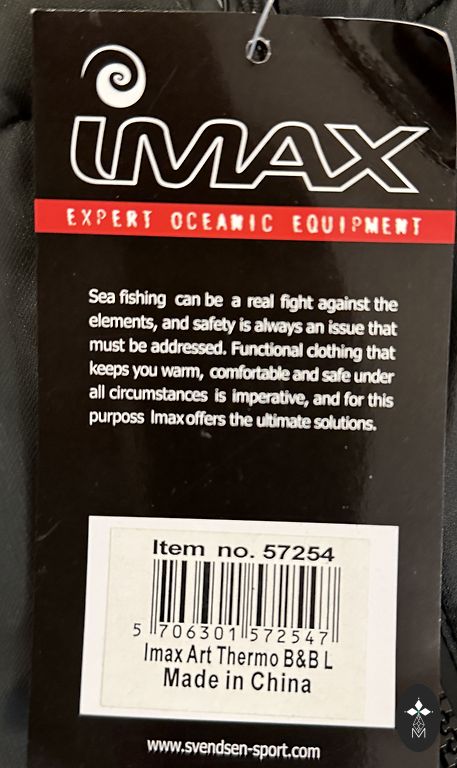 IMAX
EXPERT OCEANIC EQUIPMENT
Sea fishing can be a real fight against the
elements, and safety is always an issue that
must be addressed. Functional clothing that
keeps you warm, comfortable and safe under
all circumstances is imperative, and for this
purposs Imax offers the ultimate solutions.
Item no. 57254
5 706301 572547
Imax Art Thermo B&B L
Made in China
www.svendsen-sport.com
M